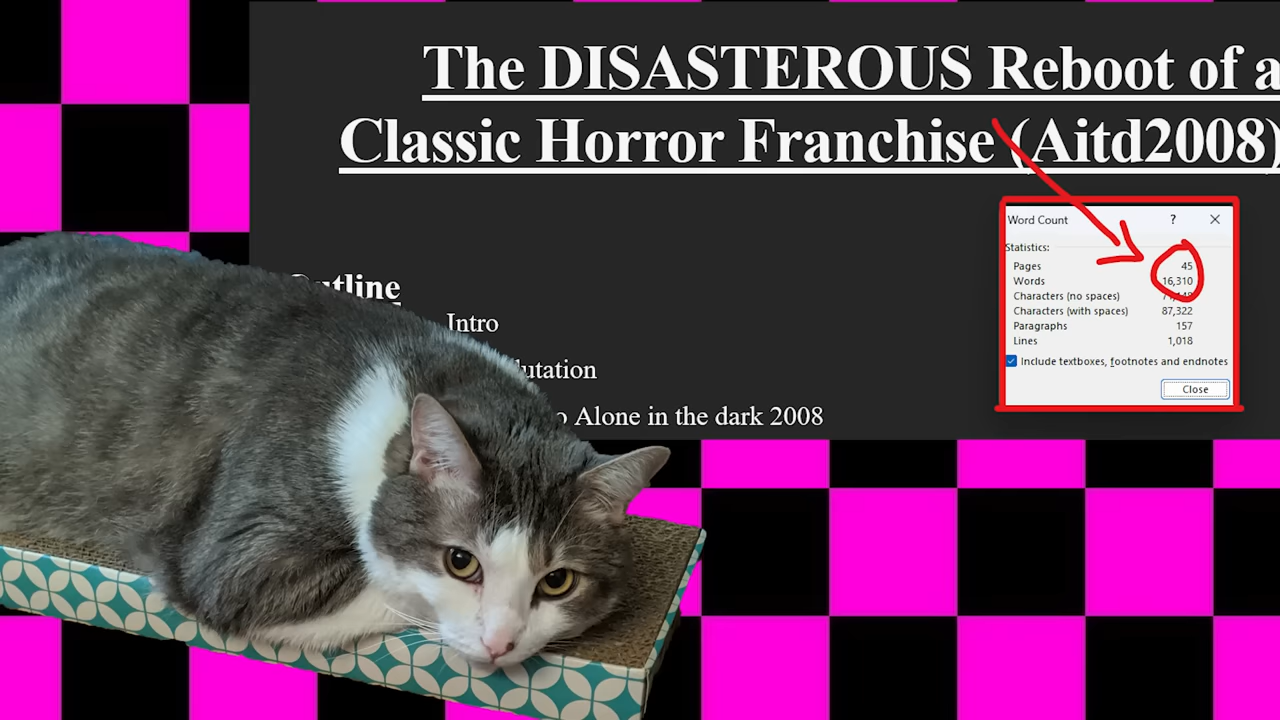 The DISASTEROUS Reboot of a
Classic Horror Franchise (Aitd2008)
Outline
Intro
Alone in the dark 2008
Word Count ?
Statistics:
Pages 45
Words 16,310
Characters (no spaces)
Characters (with spaces) 87,322
Paragraphs 157
Lines 1,018
Include textboxes, footnotes and endnotes
Close